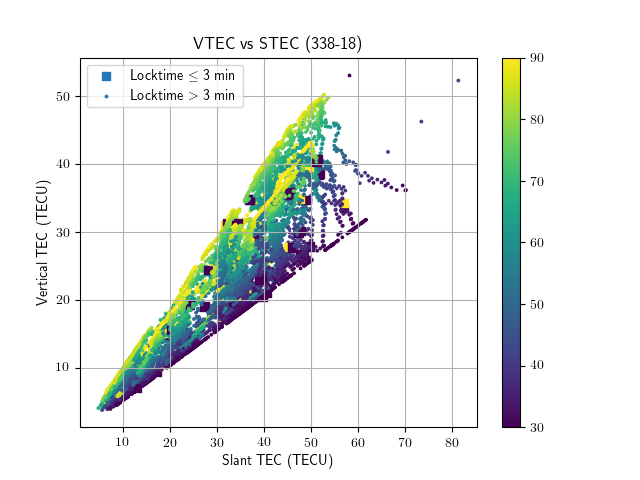 VTEC vs STEC (338-18)
Locktime ≤ 3 min
Locktime > 3 min
Vertical TEC (TECU)
50
40
30
20
10
10 20 30 40 50 60 70 80
Slant TEC (TECU)
90
80
70
60
50
40
30